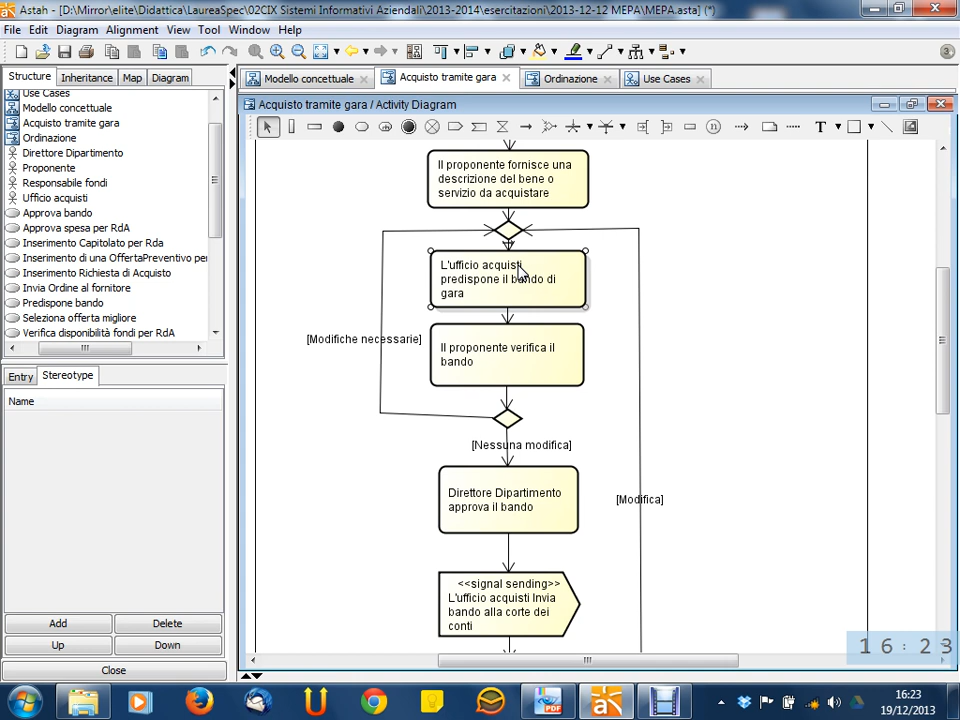 Astah - [D:\Mirror\elite\Didattica\LaureaSpec\02CIX Sistemi Informativi Aziendali\2013-2014\esercitazioni\2013-12-12 MEPA\MEPA.asta] (*)
File Edit Diagram Alignment View Tool Window Help
Structure Inheritance Map Diagram
Modello concettuale Acquisto tramite gara Ordinazione Use Cases
Use Cases
Modello concettuale
Acquisto tramite gara
Ordinazione
Direttore Dipartimento
Proponente
Responsabile fondi
Ufficio acquisti
Approva bando
Approva spesa per RdA
Inserimento Capitolato per Rda
Inserimento di una OffertaPreventivo pe
Inserimento Richiesta di Acquisto
Invia Ordine al fornitore
Predispone bando
Seleziona offerta migliore
Verifica disponibilità fondi per RdA
Entry Stereotype
Name
Add Delete
Up Down
Close
Acquisto tramite gara / Activity Diagram
Il proponente fornisce una
descrizione del bene o
servizio da acquistare
L'ufficio acquisti
predispone il bando di
gara
[Modifiche necessarie]
Il proponente verifica il
bando
[Nessuna modifica]
Direttore Dipartimento
approva il bando
[Modifica]
<<signal sending>>
L'ufficio acquisti Invia
bando alla corte dei
conti
16:23
16:23
19/12/2013